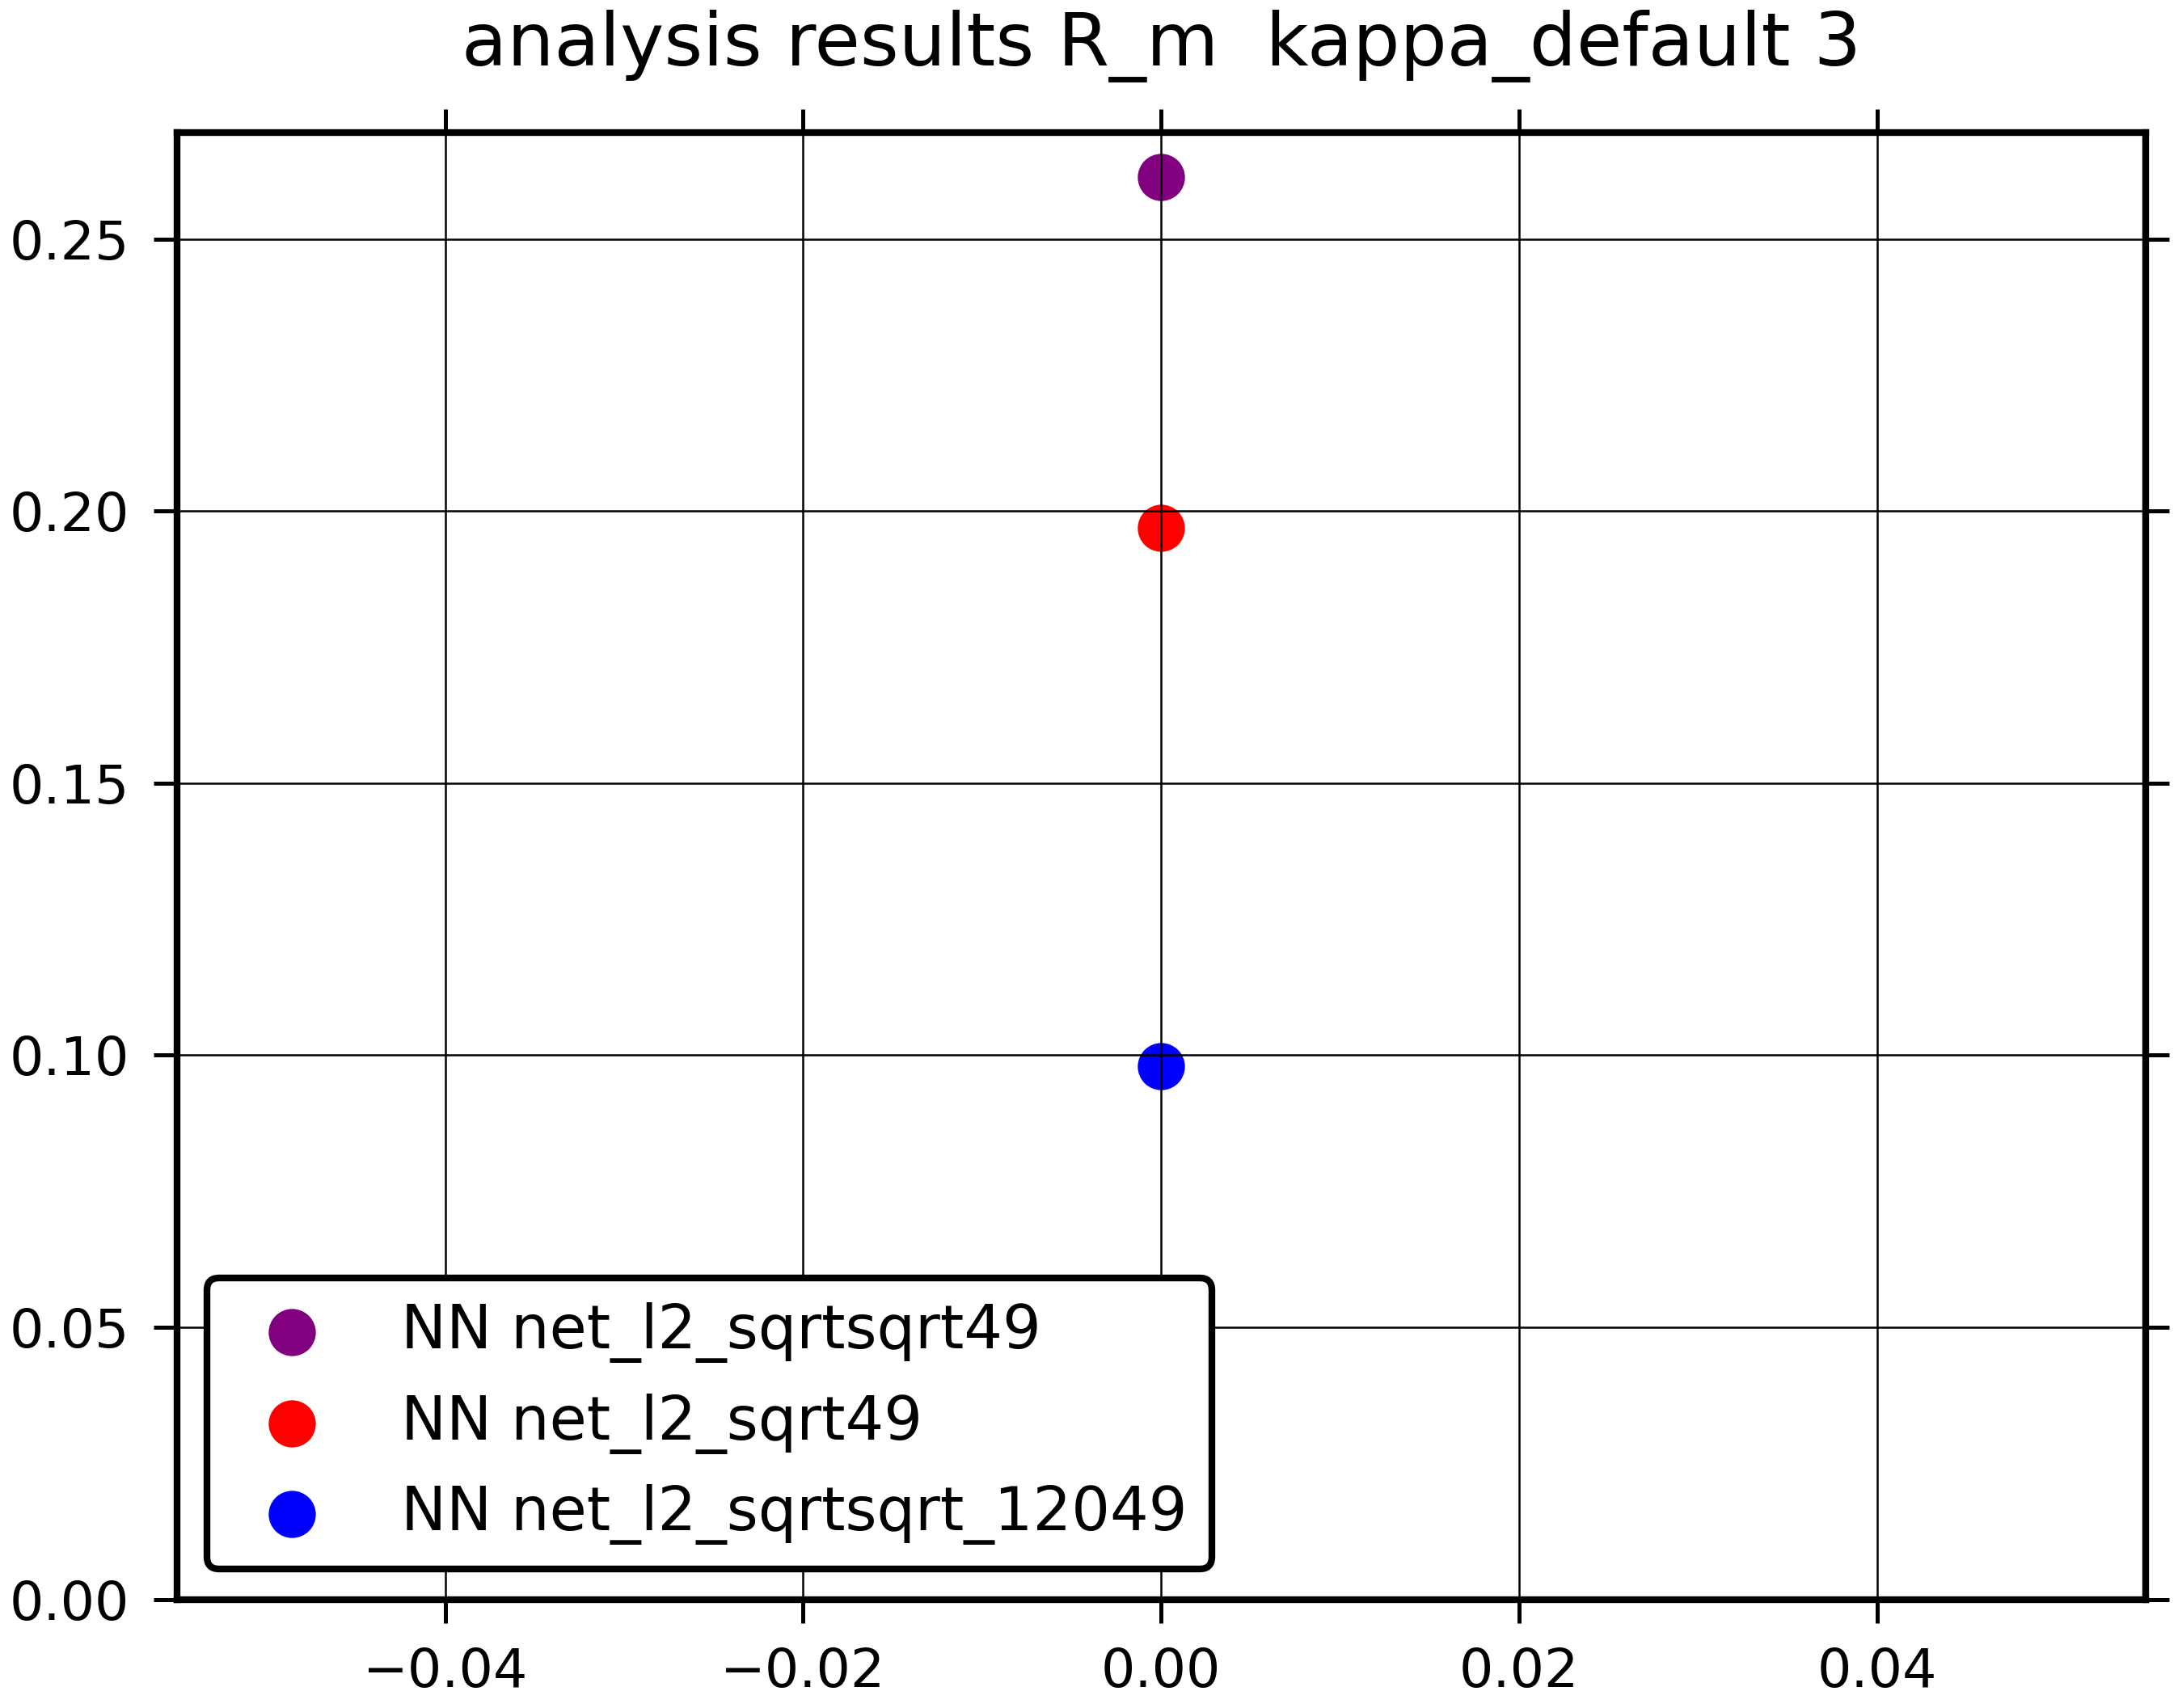 analysis results R_m  kappa_default 3
0.25
0.20
0.15
0.10
0.05
0.00
NN net_l2_sqrtsqrt49
NN net_l2_sqrt49
NN net_l2_sqrtsqrt_12049
−0.04
−0.02
0.00
0.02
0.04